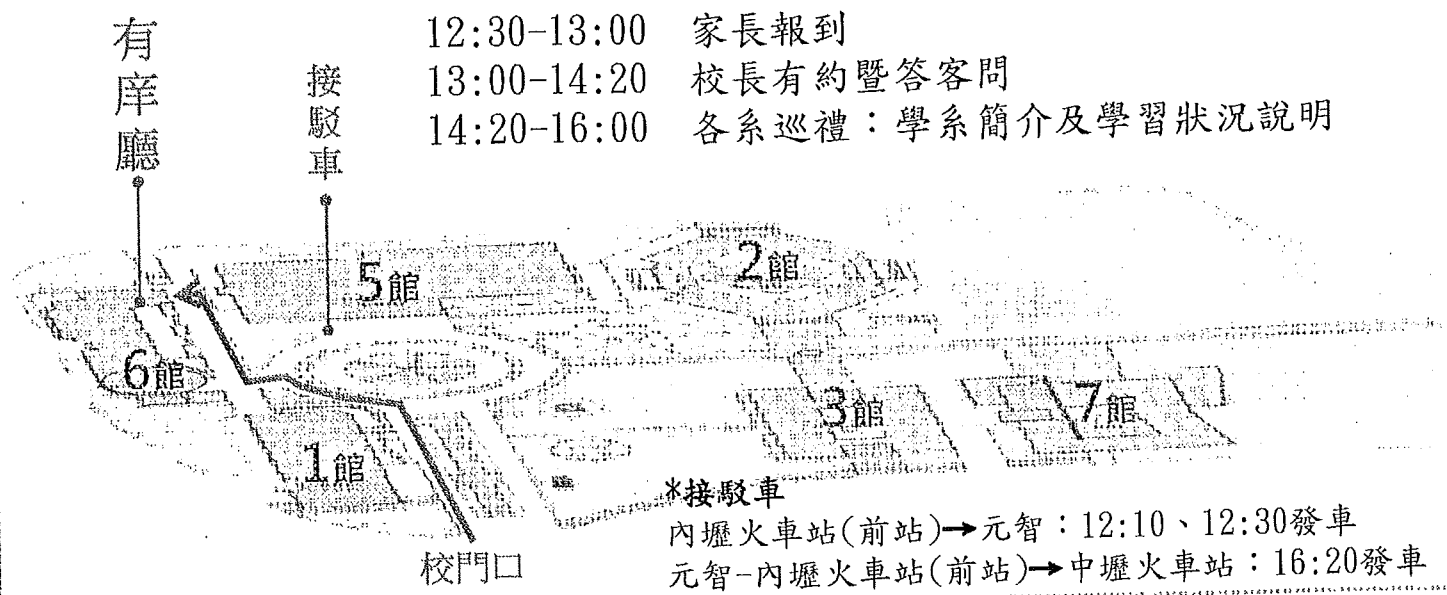 12:30-13:00 家長報到
13:00-14:20 校長有約暨答客問
14:20-16:00 各系巡禮：學系簡介及學習狀況說明
有庠廳
接駁車
5館
2館
6館
3館
7館
1館
校門口
*接駁車
內壢火車站(前站)→元智：12:10、12:30發車
元智-內壢火車站(前站)→中壢火車站：16:20發車